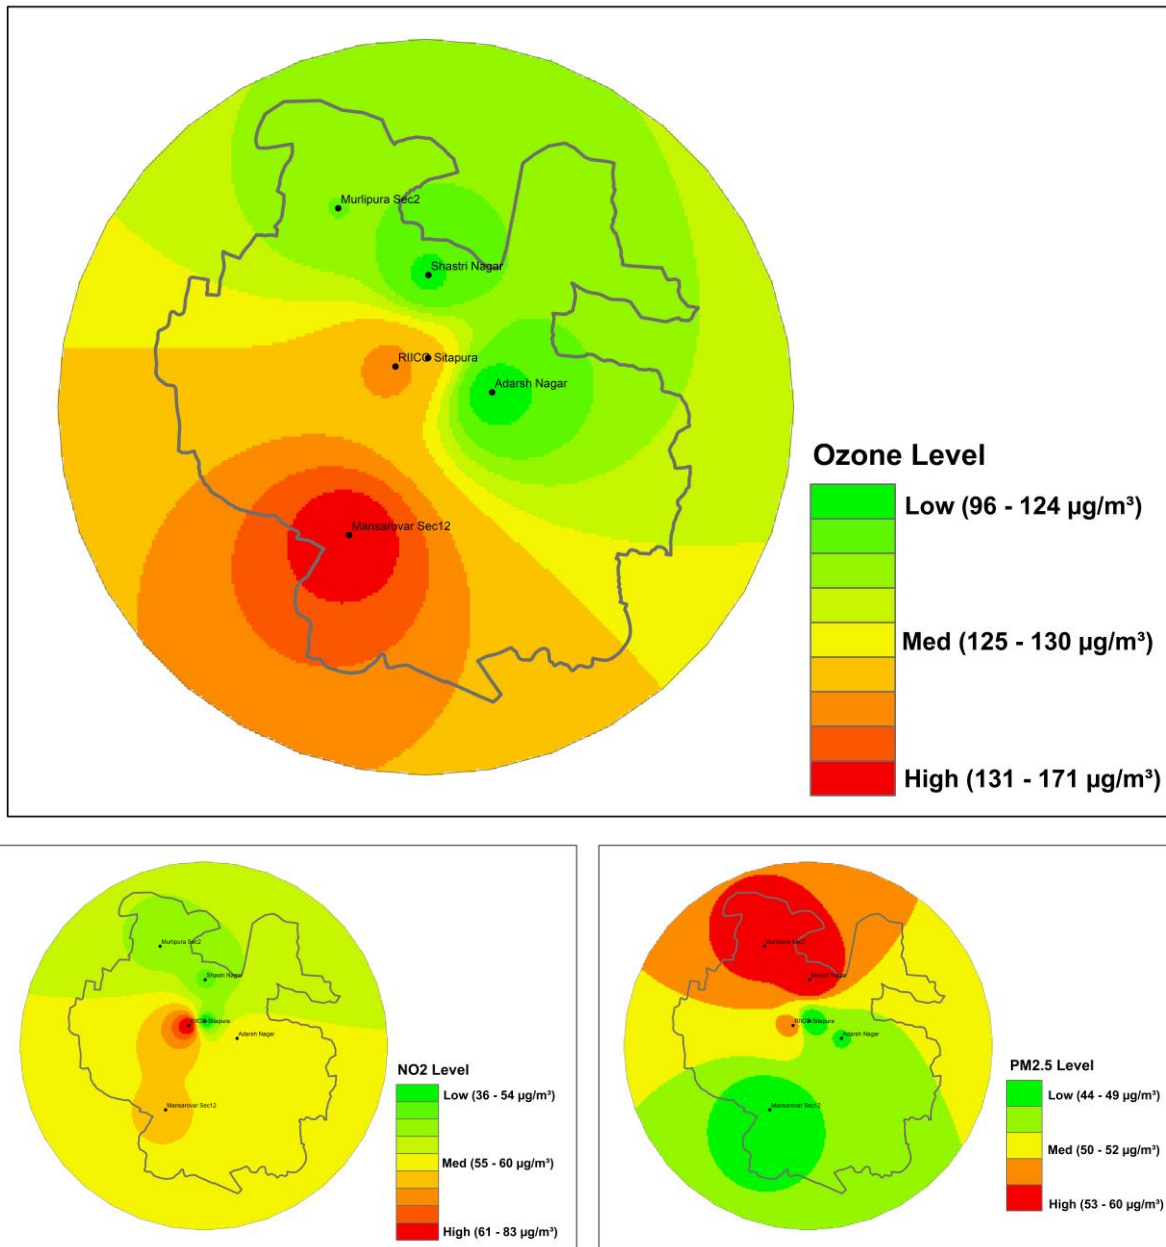 Murlipura Sec2
Shastri Nagar
RIICO Sitapura
Adarsh Nagar
Mansarovar Sec12
Ozone Level
Low (96 - 124 µg/m³)
Med (125 - 130 µg/m³)
High (131 - 171 µg/m³)
Murlipura Sec2
Shastri Nagar
RIICO Sitapura
Adarsh Nagar
Mansarovar Sec12
NO2 Level
Low (36 - 54 µg/m³)
Med (55 - 60 µg/m³)
High (61 - 83 µg/m³)
Murlipura Sec2
Shastri Nagar
RIICO Sitapura
Adarsh Nagar
Mansarovar Sec12
PM2.5 Level
Low (44 - 49 µg/m³)
Med (50 - 52 µg/m³)
High (53 - 60 µg/m³)